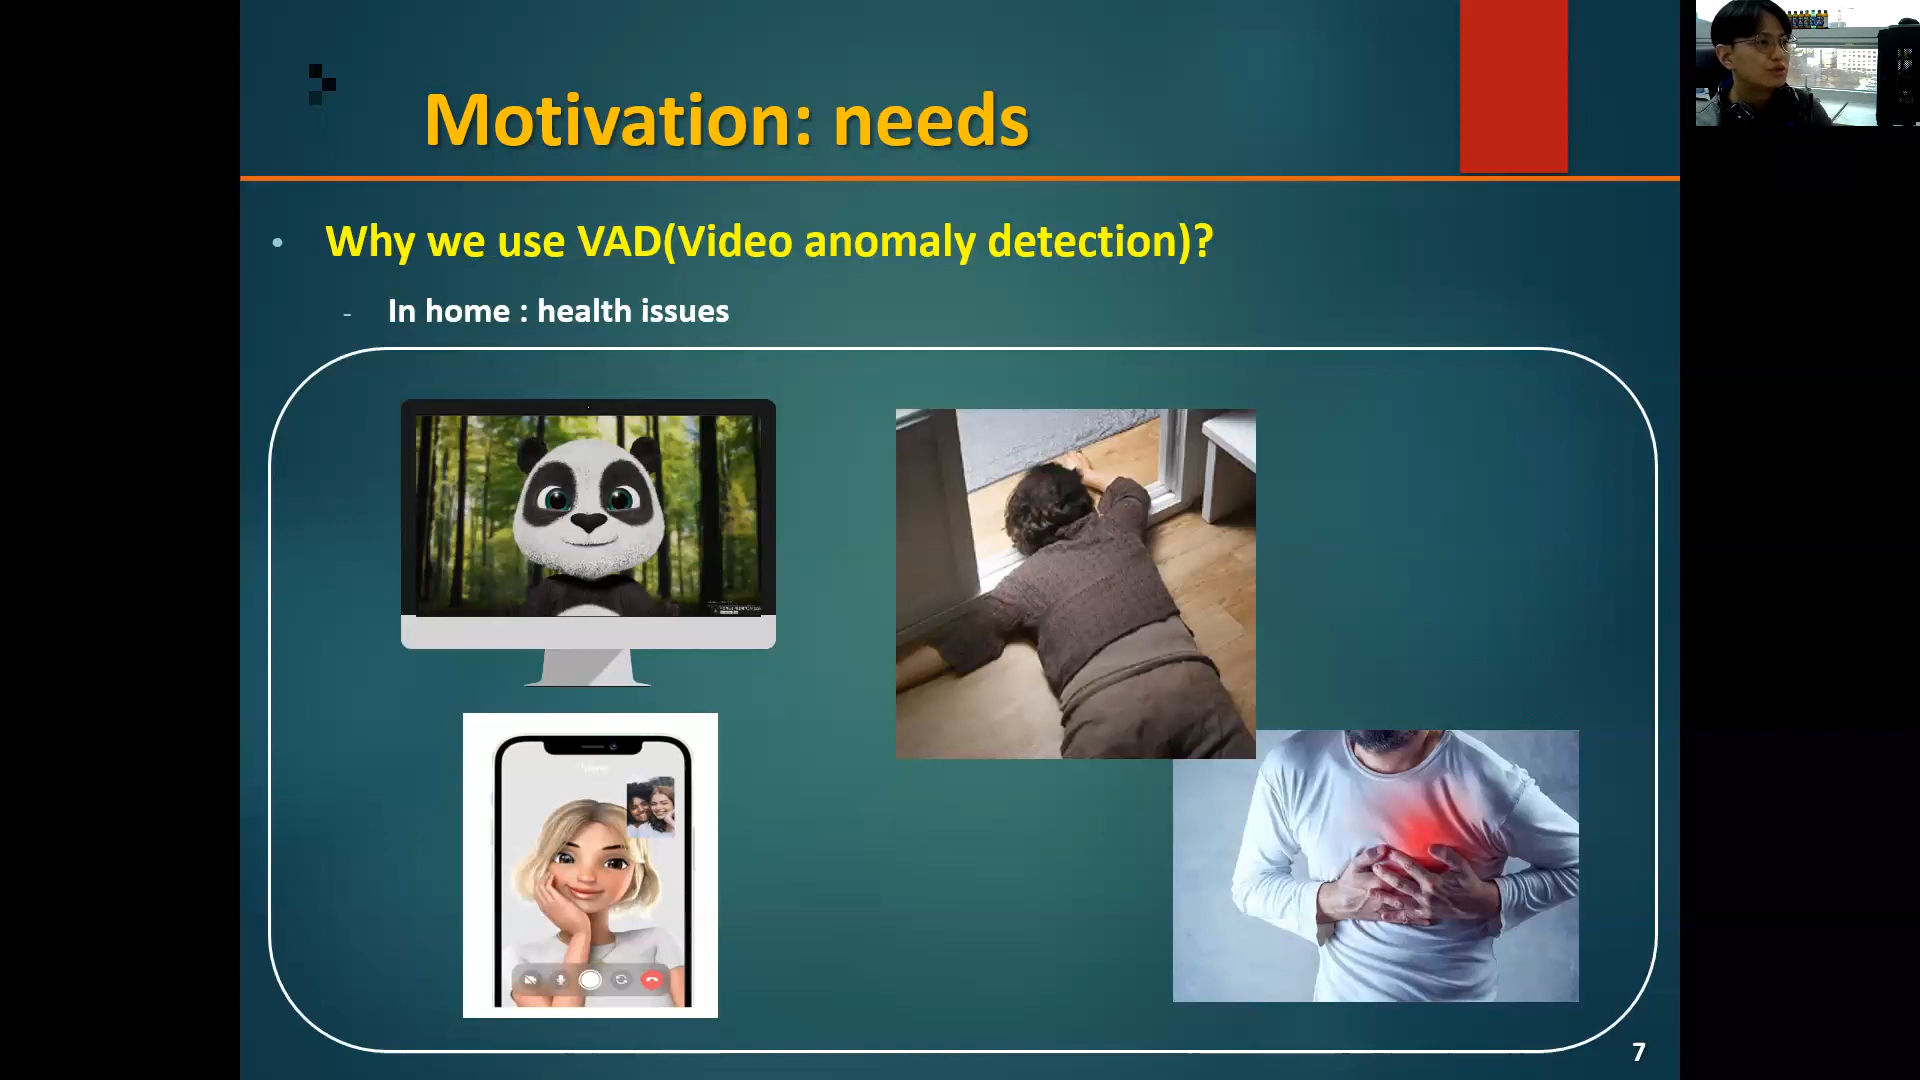 Motivation: needs
• Why we use VAD(Video anomaly detection)?
- In home : health issues
7